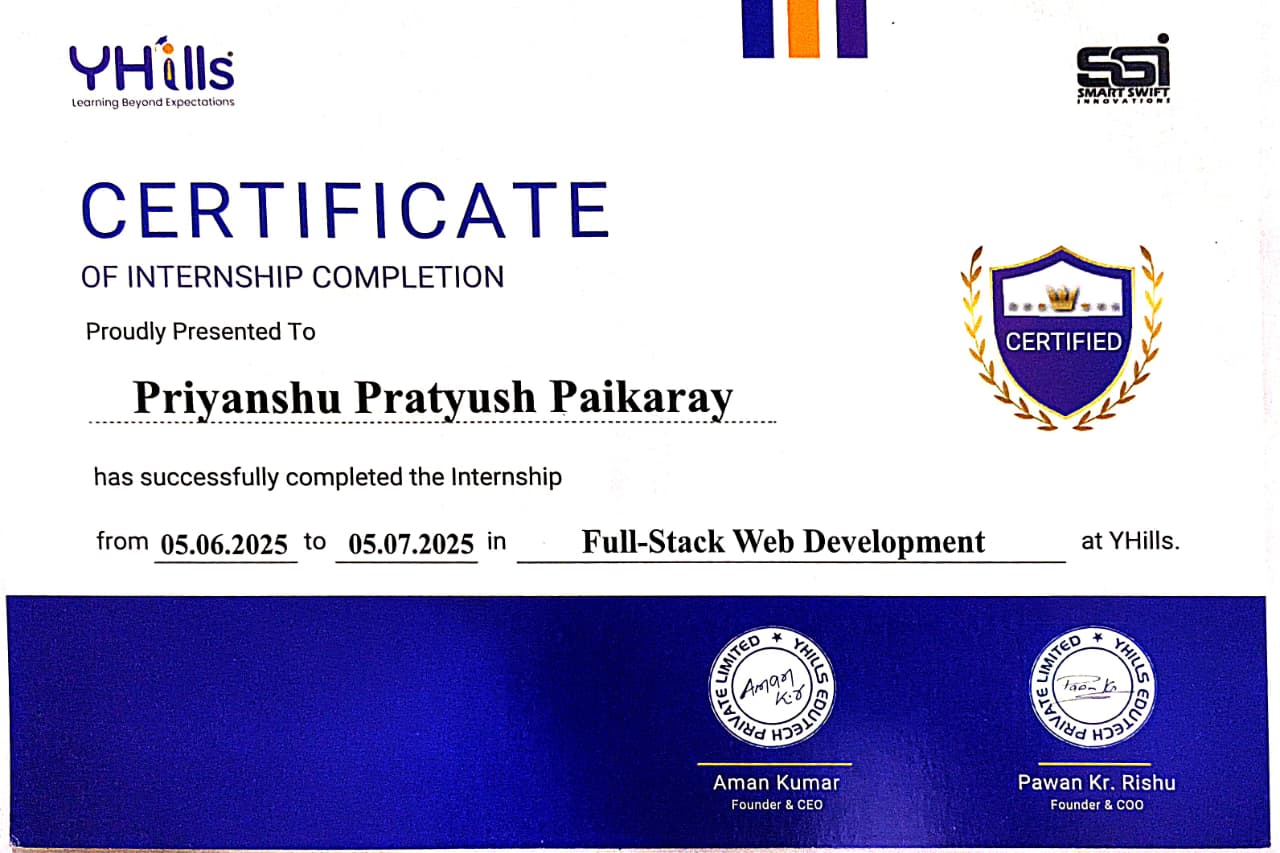 YHills
Learning Beyond Expectations
SSI
SMART SWIFT
INNOVATIONS
CERTIFICATE
OF INTERNSHIP COMPLETION
Proudly Presented To
Priyanshu Pratyush Paikaray
CERTIFIED
has successfully completed the Internship
from 05.06.2025 to 05.07.2025 in Full-Stack Web Development at YHills.
YHILLS EDUTECH PRIVATE LIMITED ★
Aman
K.r
YHILLS EDUTECH PRIVATE LIMITED ★
Aman Kumar
Founder & CEO
Pawan Kr. Rishu
Founder & COO